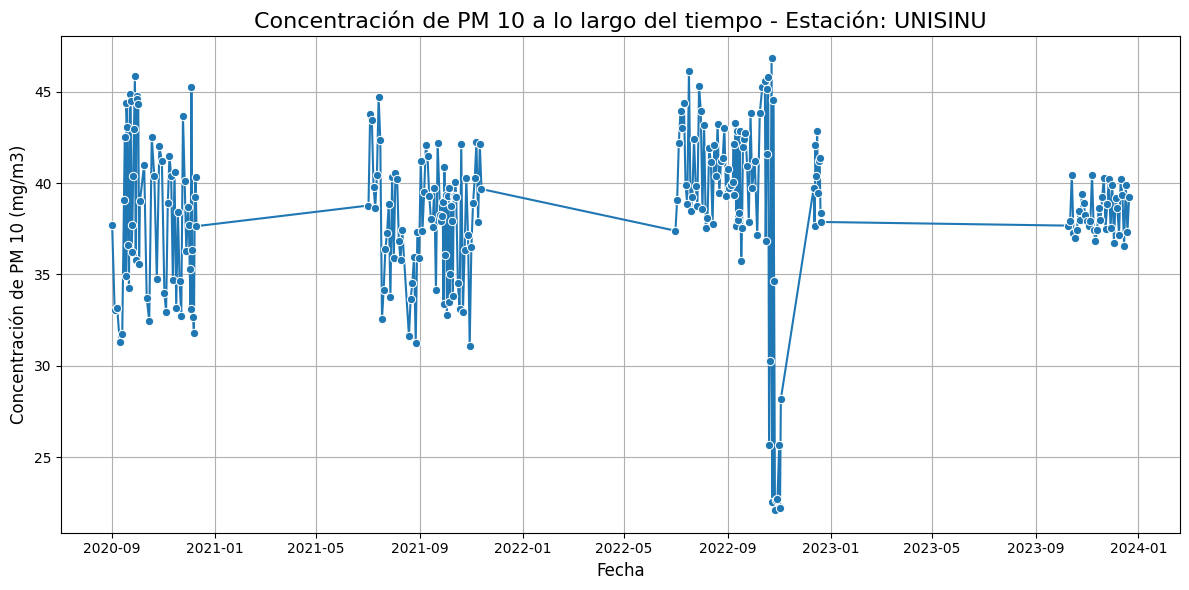 Concentración de PM 10 a lo largo del tiempo - Estación: UNISINU
Concentración de PM 10 (mg/m3)
45
40
35
30
25
2020-09 2021-01 2021-05 2021-09 2022-01 2022-05 2022-09 2023-01 2023-05 2023-09 2024-01
Fecha